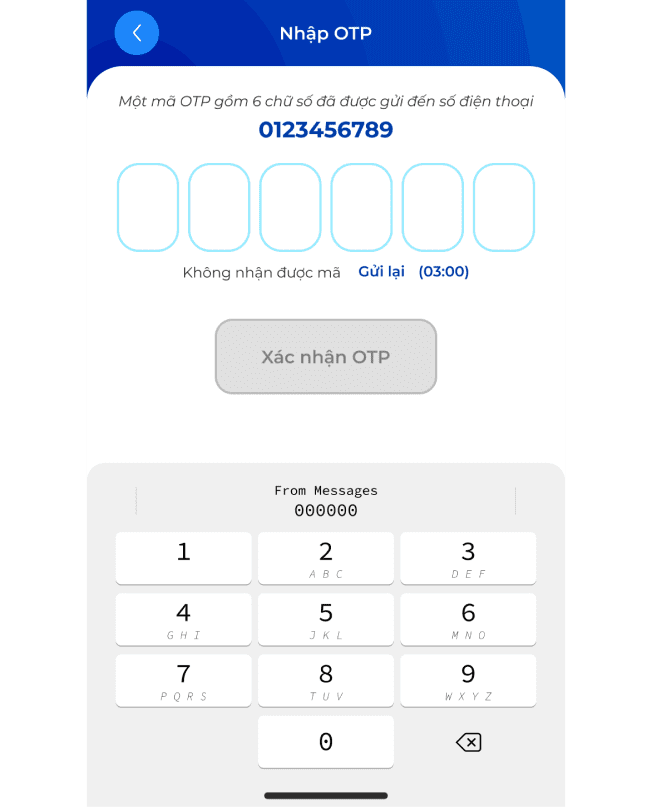 Nhập OTP
Một mã OTP gồm 6 chữ số đã được gửi đến số điện thoại
0123456789
Không nhận được mã Gửi lại (03:00)
Xác nhận OTP
From Messages
000000
1 2 3
ABC DEF
4 5 6
GHI JKL MNO
7 8 9
PQRS TUV WXYZ
0